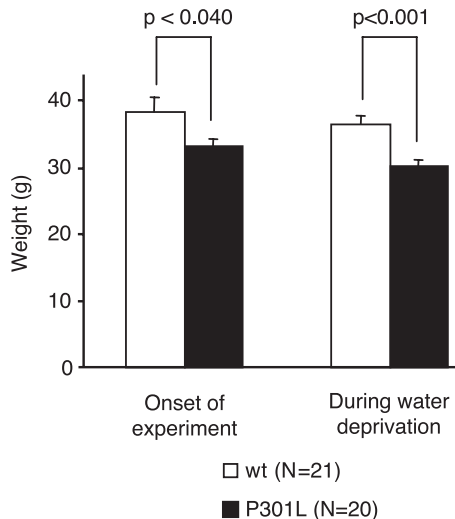 p < 0.040
p<0.001
Weight (g)
40
30
20
10
0
Onset of
experiment
During water
deprivation
wt (N=21)
P301L (N=20)